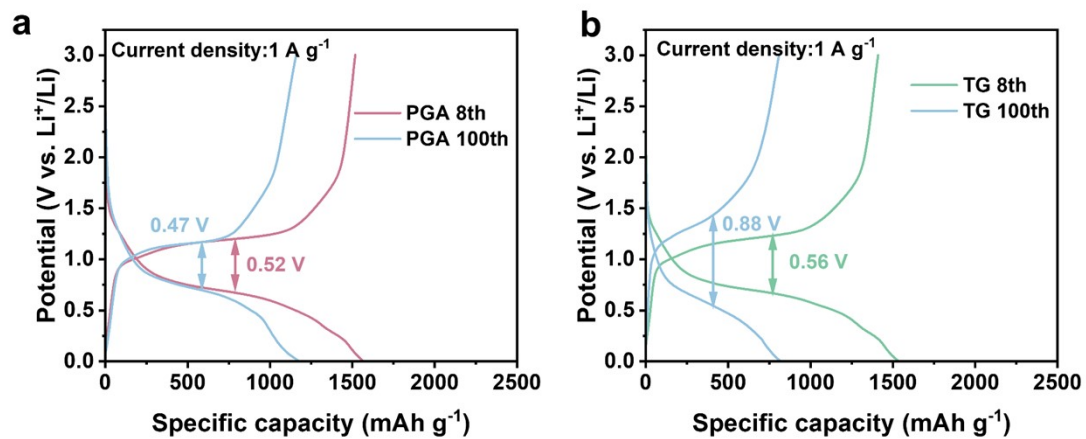 a
Current density:1 A g⁻¹
PGA 8th
PGA 100th
0.47 V
0.52 V
3.0
2.5
2.0
1.5
1.0
0.5
0.0
Potential (V vs. Li⁺/Li)
0 500 1000 1500 2000 2500
Specific capacity (mAh g⁻¹)
b
Current density:1 A g⁻¹
TG 8th
TG 100th
0.88 V
0.56 V
3.0
2.5
2.0
1.5
1.0
0.5
0.0
Potential (V vs. Li⁺/Li)
0 500 1000 1500 2000 2500
Specific capacity (mAh g⁻¹)